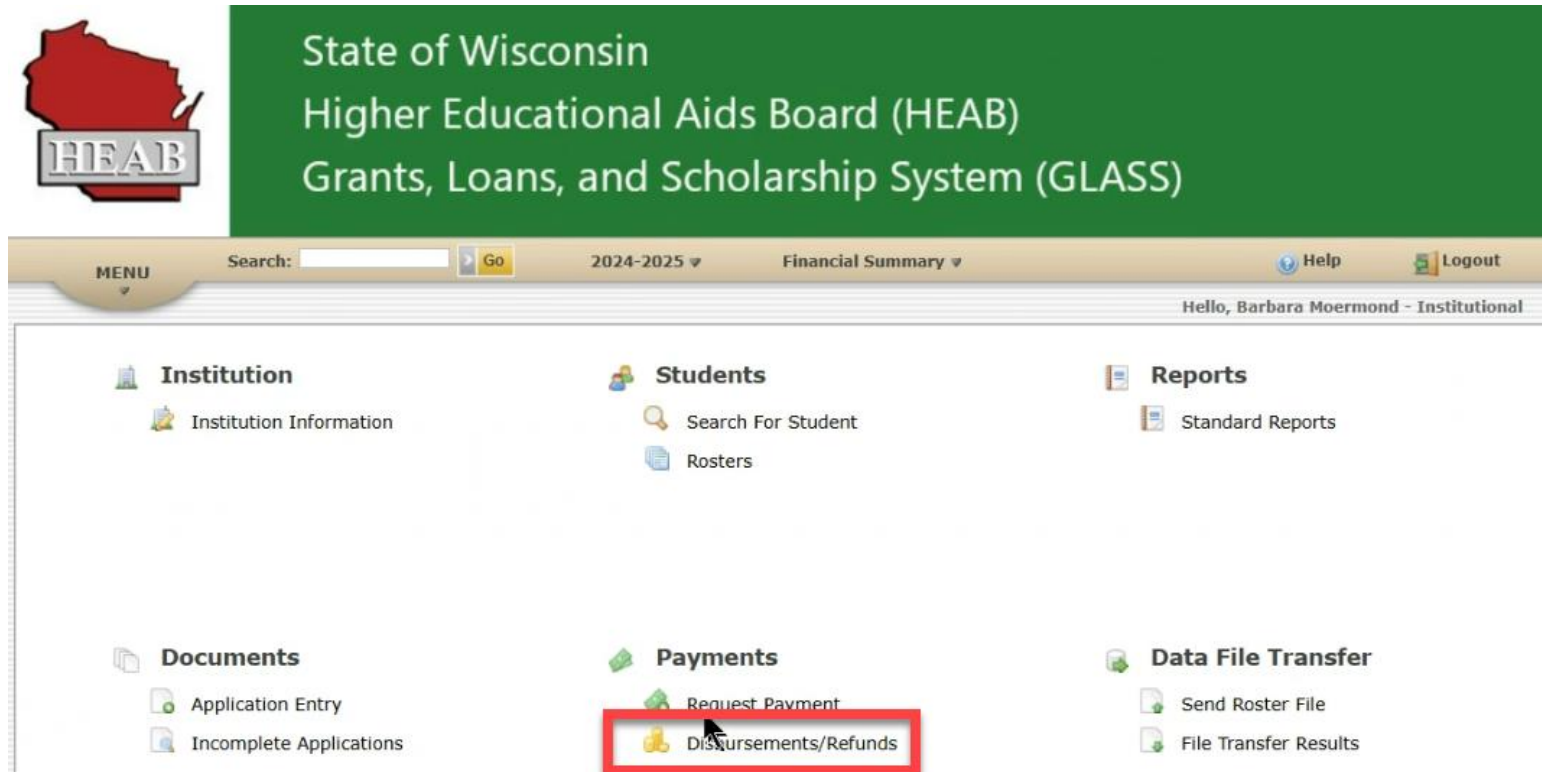 HEAB
State of Wisconsin
Higher Educational Aids Board (HEAB)
Grants, Loans, and Scholarship System (GLASS)
MENU
Search:
Go
2024-2025
Financial Summary
Help
Logout
Hello, Barbara Moermond - Institutional
Institution
Institution Information
Students
Search For Student
Rosters
Reports
Standard Reports
Documents
Application Entry
Incomplete Applications
Payments
Request Payment
Disbursements/Refunds
Data File Transfer
Send Roster File
File Transfer Results